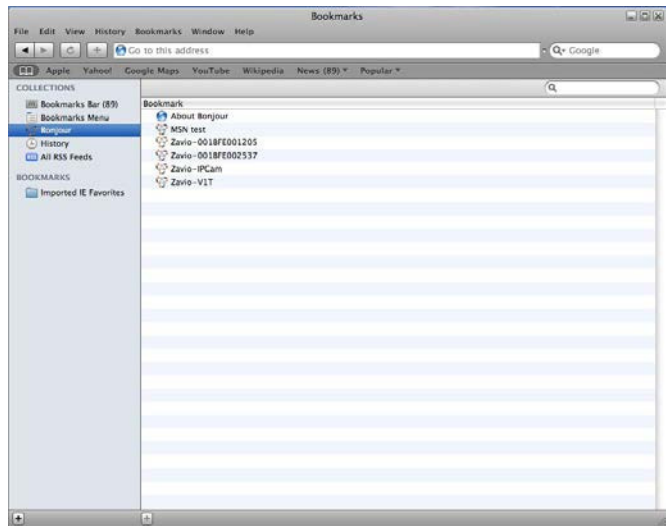 Bookmarks
File Edit View History Bookmarks Window Help
Go to this address
Google
Apple Yahoo! Google Maps YouTube Wikipedia News (89) Popular
COLLECTIONS
Bookmarks Bar (89)
Bookmarks Menu
Bonjour
History
All RSS Feeds
BOOKMARKS
Imported IE Favorites
Bookmark
About Bonjour
MSN test
Zavio-0018FE001205
Zavio-0018FE002537
Zavio-IPCam
Zavio-V1T